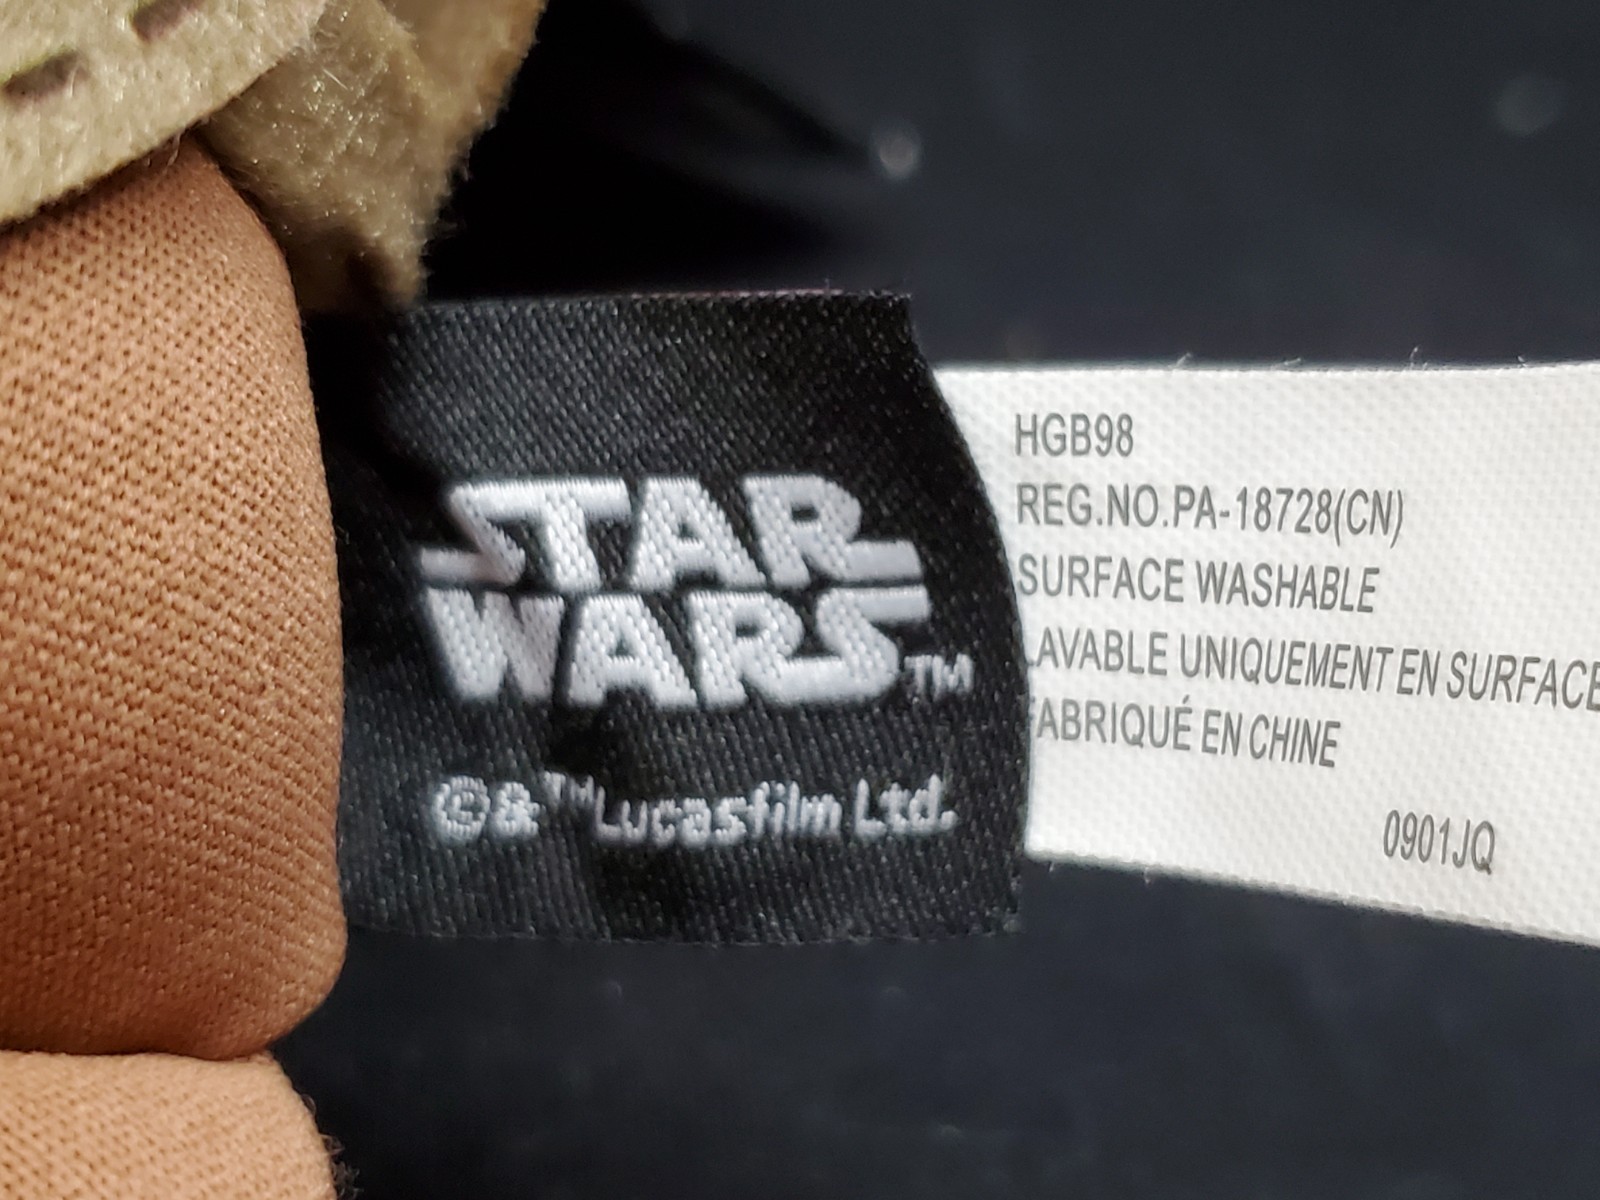 STAR
WARS™
©&™Lucasfilm Ltd.
HGB98
REG.NO.PA-18728(CN)
SURFACE WASHABLE
LAVABLE UNIQUEMENT EN SURFACE
FABRIQUÉ EN CHINE
0901JQ